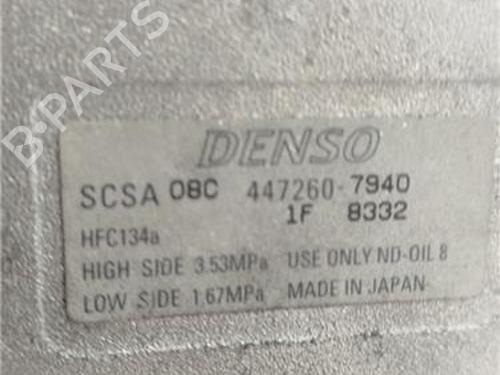 B-PARTS
DENSO
SCSA 08C 447260-7940
1F 8332
HFC134a
HIGH SIDE 3.53MPa USE ONLY ND-OIL 8
LOW SIDE 1.67MPa MADE IN JAPAN